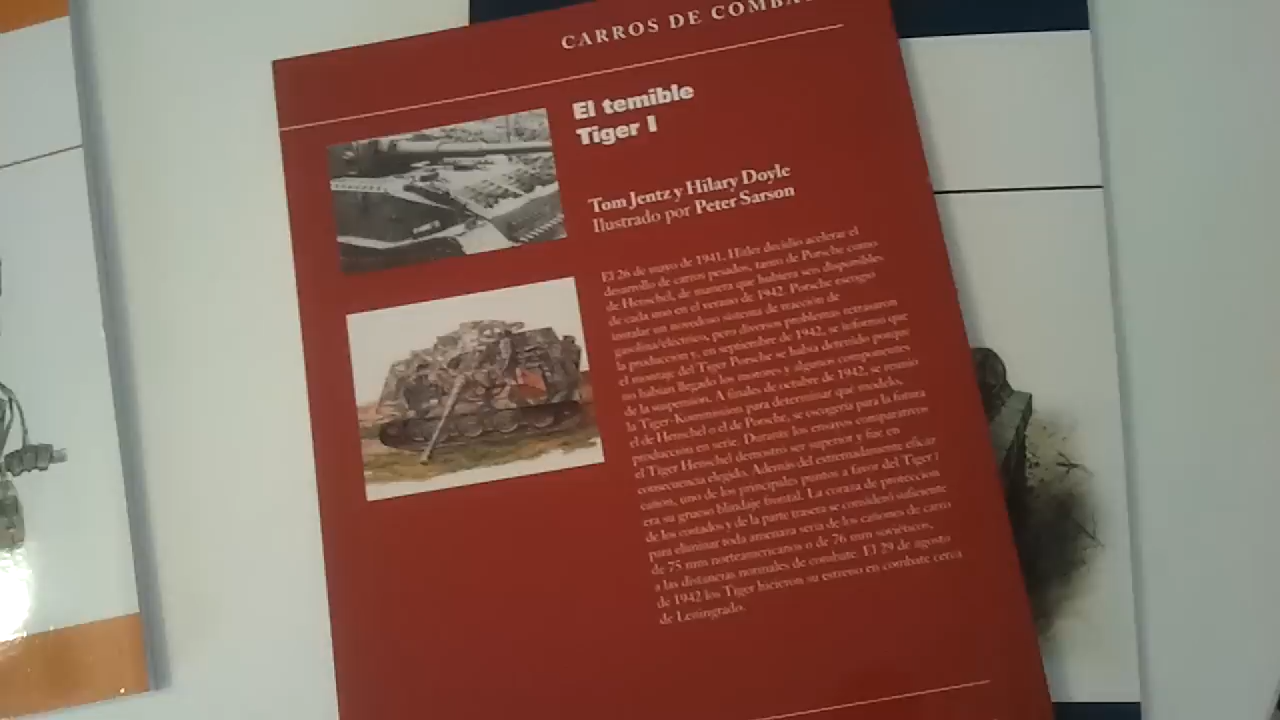 CARROS DE COMBA
El temible
Tiger I
Tom Jentz y Hilary Doyle
Ilustrado por Peter Sarson
El 26 de mayo de 1941, Hitler decidió acelerar el
desarrollo de carros pesados, tanto de Porsche como
de Henschel, de manera que hubiera seis disponibles
de cada uno en el verano de 1942. Porsche escogió
instalar un novedoso sistema de tracción de
gasolina/eléctrico, pero diversos problemas retrasaron
la producción y, en septiembre de 1942, se informó que
el montaje del Tiger Porsche se había detenido porque
no habían llegado los motores y algunos componentes
de la suspensión. A finales de octubre de 1942, se reunió
la Tiger-Kommission para determinar qué modelo,
el de Henschel o el de Porsche, se escogería para la futura
producción en serie. Durante los ensayos comparativos
el Tiger Henschel demostró ser superior y fue en
consecuencia elegido. Además del extremadamente eficaz
cañón, uno de los principales puntos a favor del Tiger I
era su grueso blindaje frontal. La coraza de protección
de los costados y de la parte trasera se consideró suficiente
para eliminar toda amenaza seria de los cañones de carro
de 75 mm norteamericanos o de 76 mm soviéticos,
a las distancias normales de combate. El 29 de agosto
de 1942 los Tiger hicieron su estreno en combate cerca
de Leningrado.